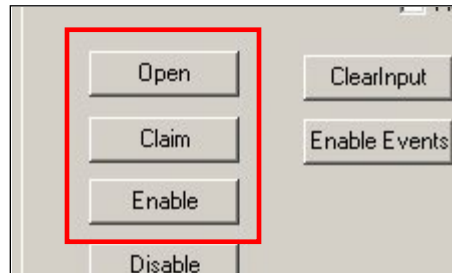 Open
ClearInput
Claim
Enable Events
Enable
Disable